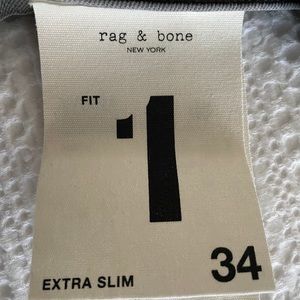 rag & bone
NEW YORK
FIT
1
EXTRA SLIM
34